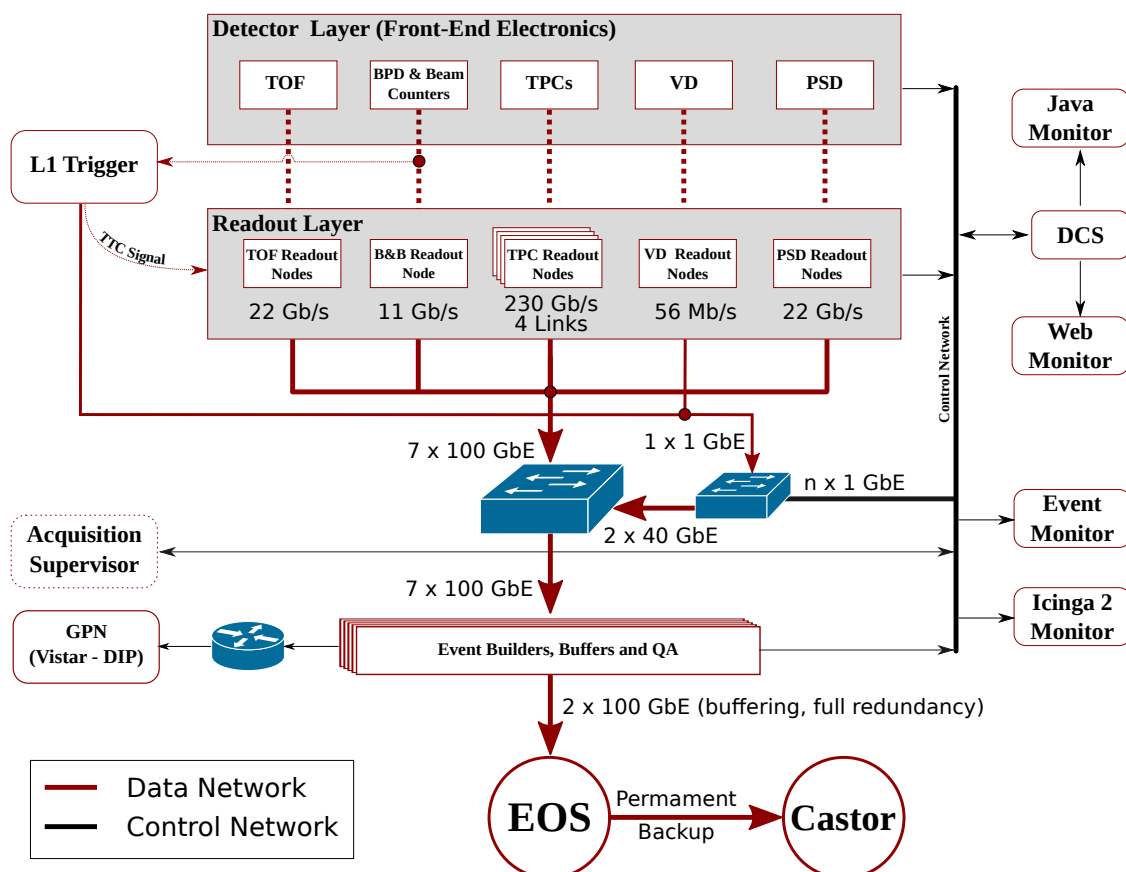 Detector Layer (Front-End Electronics)
TOF
BPD & Beam
Counters
TPCs
VD
PSD
L1 Trigger
TTC Signal
Readout Layer
TOF Readout
Nodes
B&B Readout
Node
TPC Readout
Nodes
VD Readout
Nodes
PSD Readout
Nodes
22 Gb/s
11 Gb/s
230 Gb/s
4 Links
56 Mb/s
22 Gb/s
Control Network
Java
Monitor
DCS
Web
Monitor
7 x 100 GbE
1 x 1 GbE
n x 1 GbE
2 x 40 GbE
Event
Monitor
Acquisition
Supervisor
7 x 100 GbE
Icinga 2
Monitor
GPN
(Vistar - DIP)
Event Builders, Buffers and QA
2 x 100 GbE (buffering, full redundancy)
Data Network
Control Network
EOS
Permament
Backup
Castor